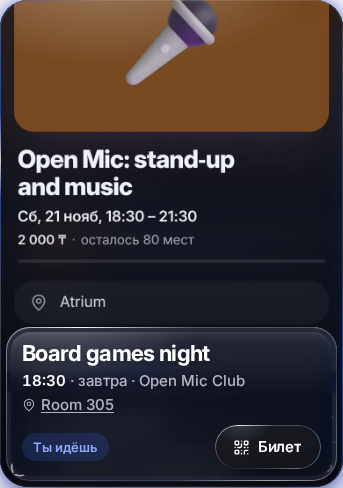 Open Mic: stand-up
and music
Сб, 21 нояб, 18:30 – 21:30
2 000 ₸ · осталось 80 мест
Atrium
Board games night
18:30 · завтра · Open Mic Club
Room 305
Ты идёшь
Билет